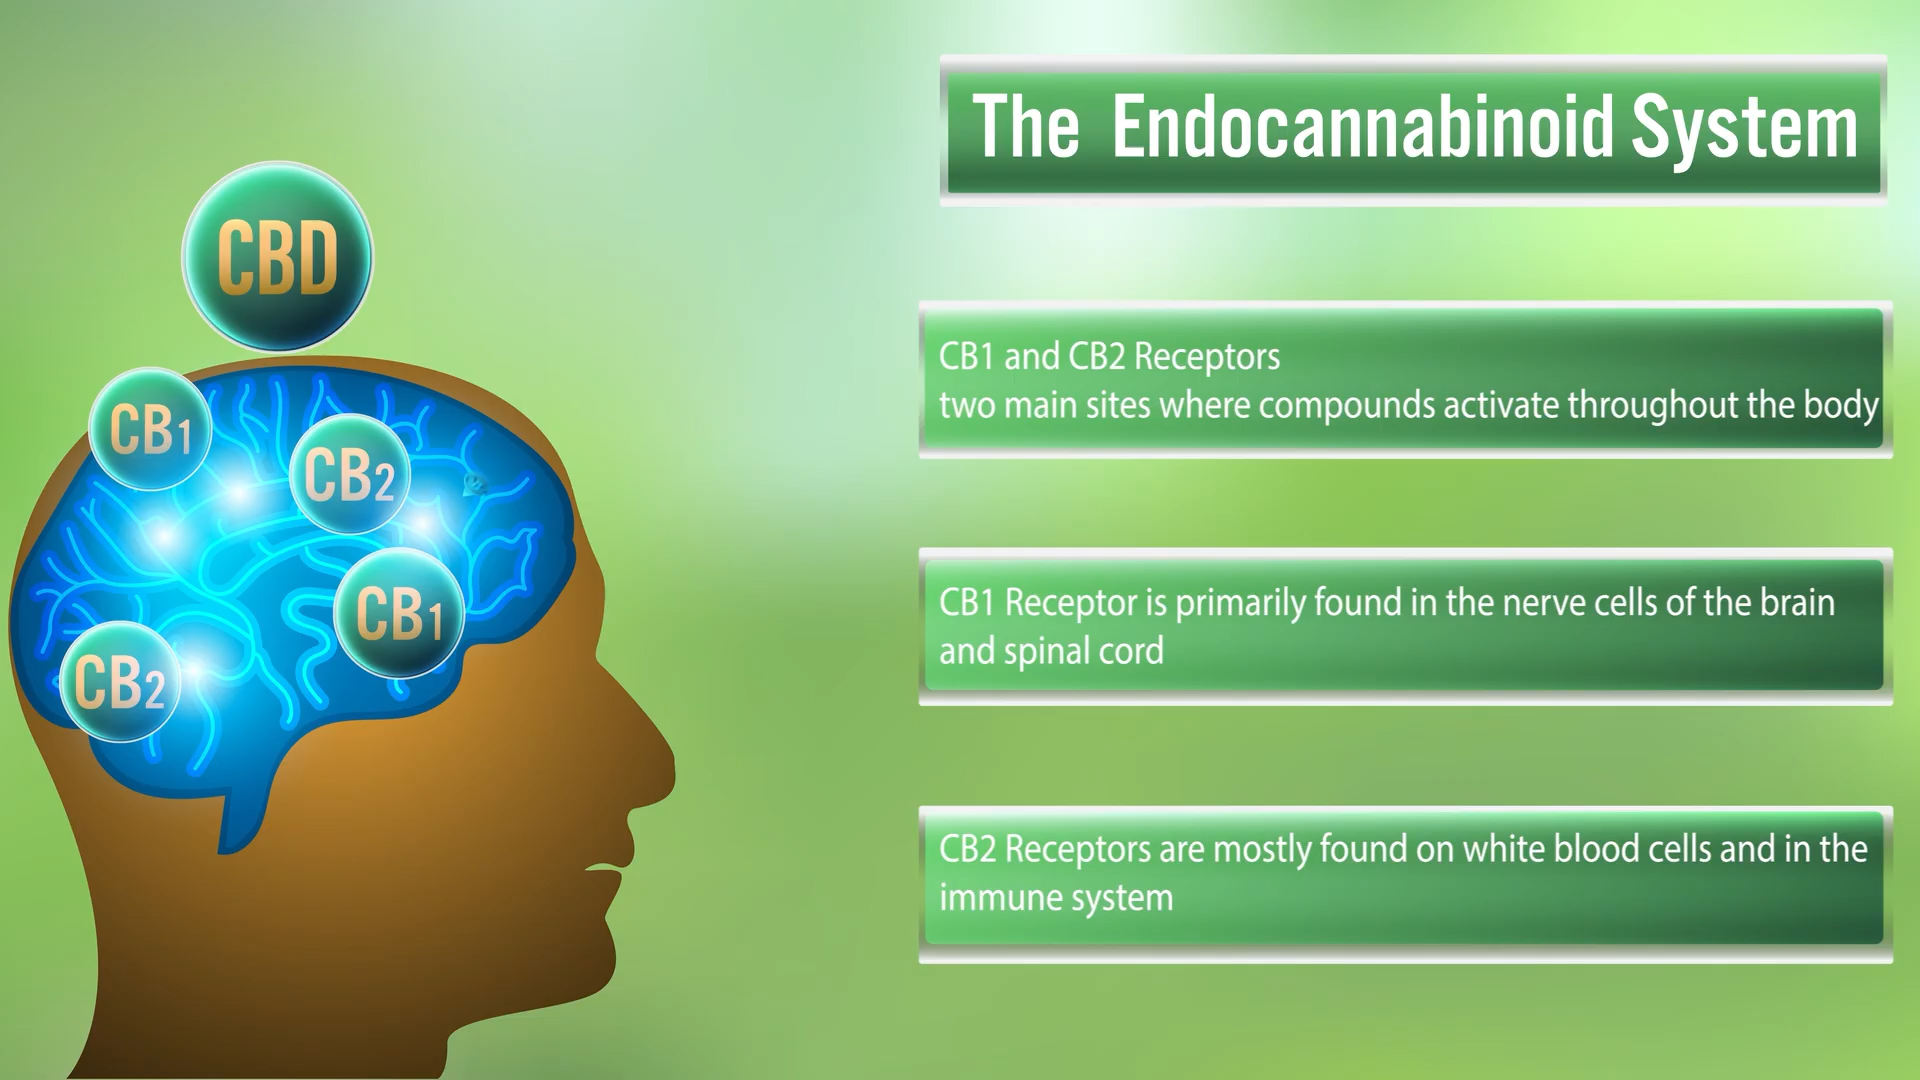 The Endocannabinoid System
CBD
CB1
CB2
CB1
CB2
CB1 and CB2 Receptors
two main sites where compounds activate throughout the body
CB1 Receptor is primarily found in the nerve cells of the brain
and spinal cord
CB2 Receptors are mostly found on white blood cells and in the
immune system